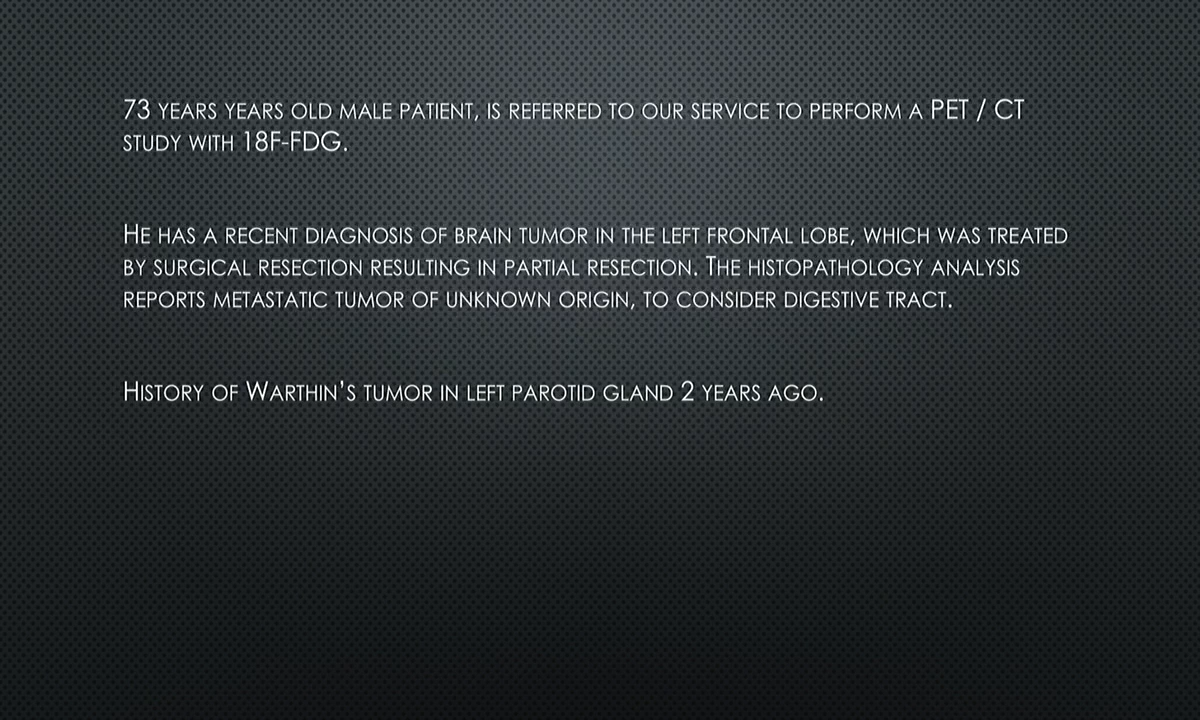 73 years years old male patient, is referred to our service to perform a PET / CT
study with 18F-FDG.
He has a recent diagnosis of brain tumor in the left frontal lobe, which was treated
by surgical resection resulting in partial resection. The histopathology analysis
reports metastatic tumor of unknown origin, to consider digestive tract.
History of Warthin's tumor in left parotid gland 2 years ago.